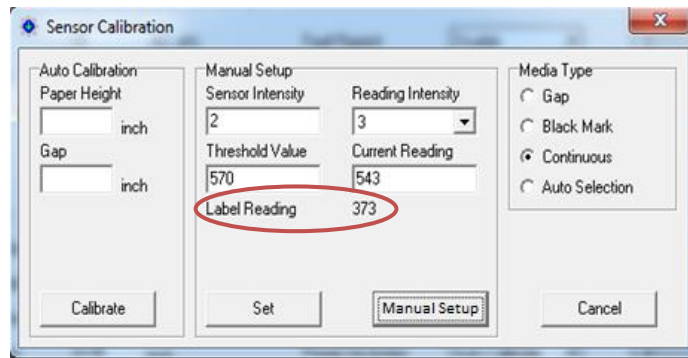 Sensor Calibration
Auto Calibration
Paper Height
inch
Gap
inch
Calibrate
Manual Setup
Sensor Intensity
Reading Intensity
2
3
Threshold Value
Current Reading
570
543
Label Reading
373
Set
Manual Setup
Media Type
Gap
Black Mark
Continuous
Auto Selection
Cancel